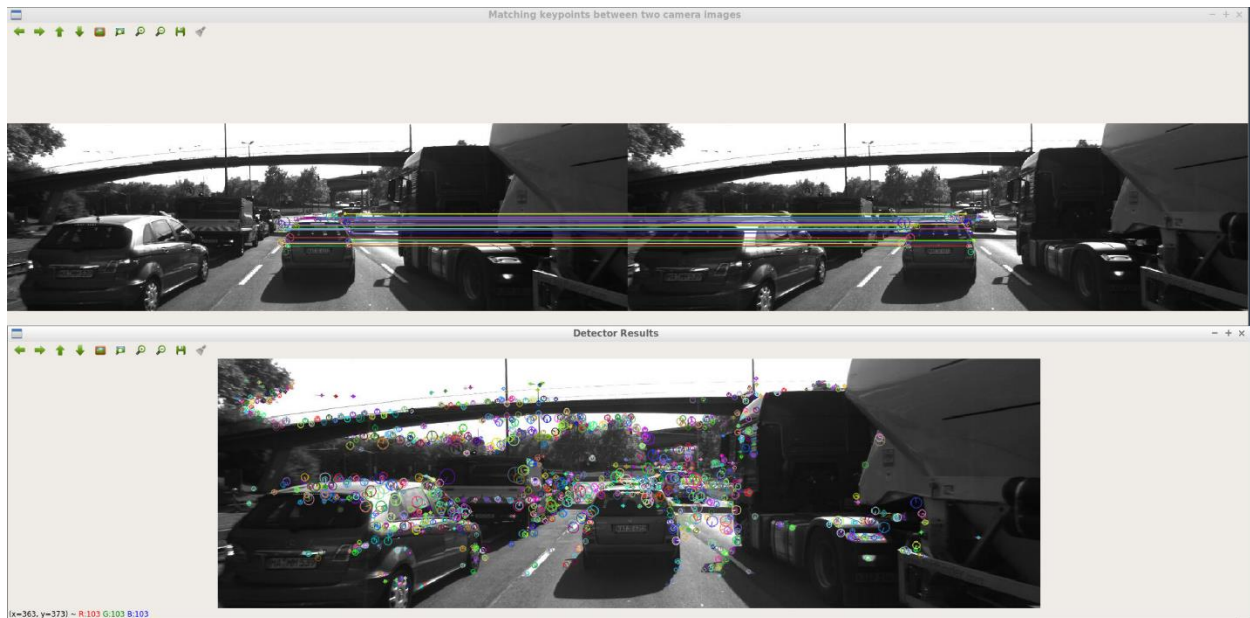 Matching keypoints between two camera images
Detector Results
(x=363, y=373) ~ R:103 G:103 B:103